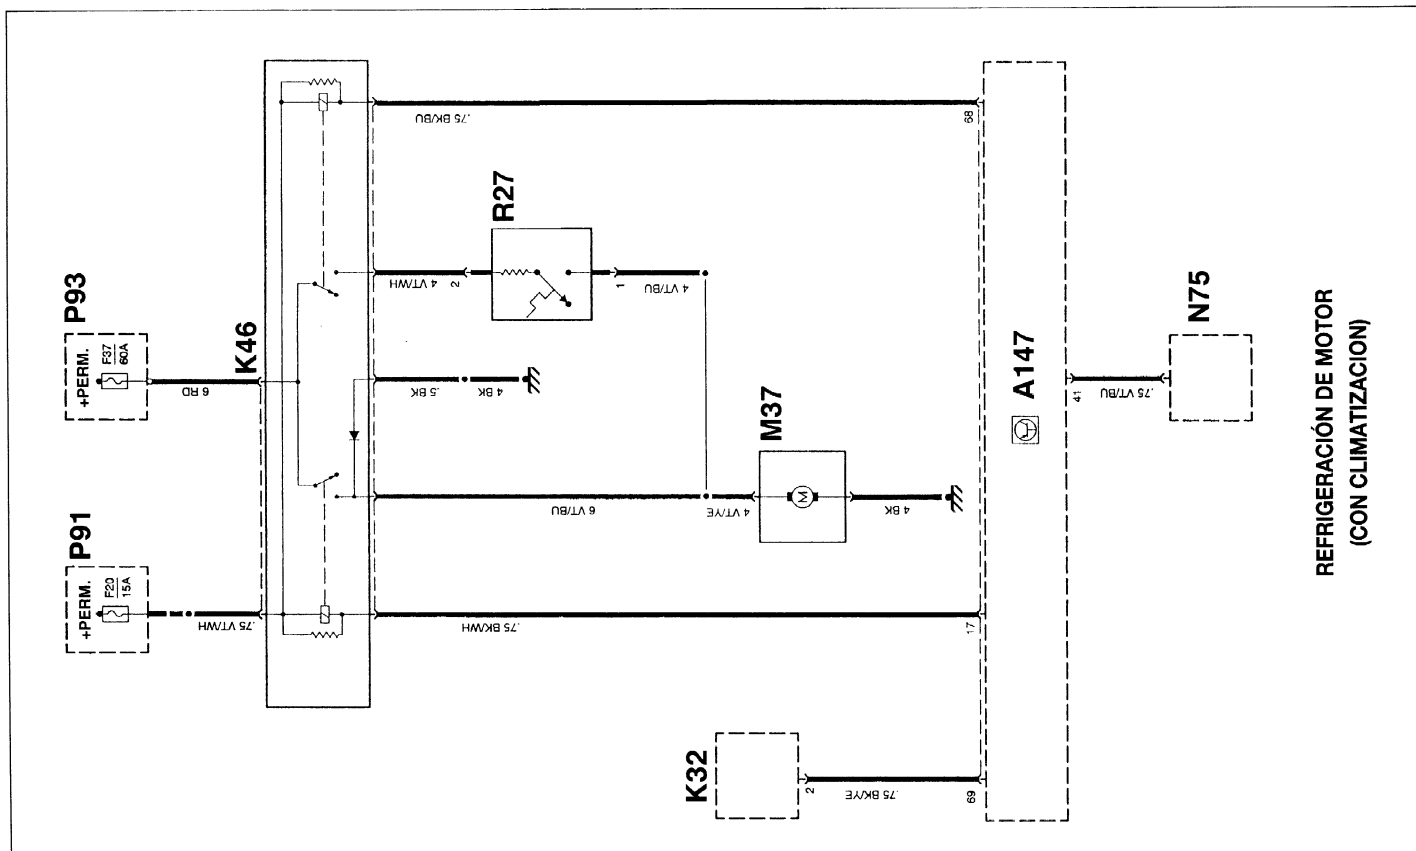 P93
+PERM.
F37
60A
6 RD
K46
P91
+PERM.
F20
15A
.75 VT/WH
.75 BK/BU
68
R27
4 VT/WH
2
1
4 VT/BU
.5 BK
4 BK
M37
M
6 VT/BU
4 VT/YE
4 BK
.75 BK/WH
17
K32
2
.75 BK/YE
69
A147
41
.75 VT/BU
N75
REFRIGERACIÓN DE MOTOR
(CON CLIMATIZACION)